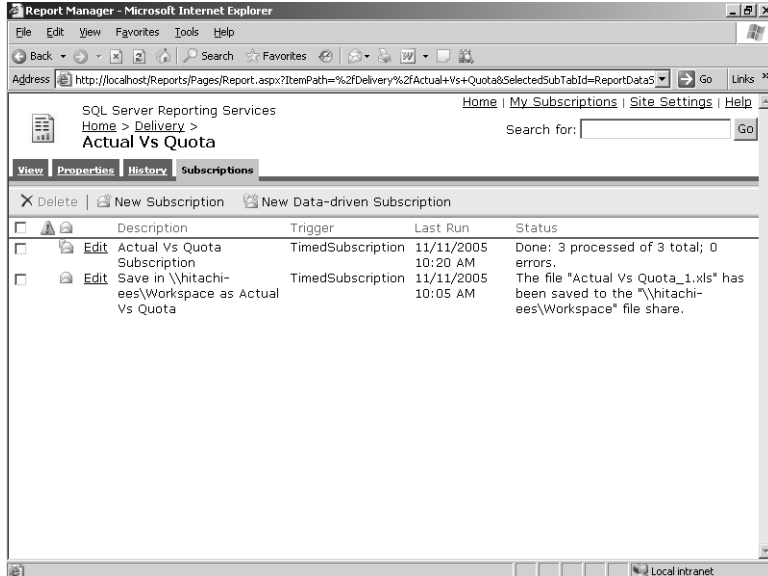 Report Manager - Microsoft Internet Explorer
File Edit View Favorites Tools Help
Back Search Favorites
Address http://localhost/Reports/Pages/Report.aspx?ItemPath=%2fDelivery%2fActual+Vs+Quota&SelectedSubTabId=ReportDataS Go Links »
SQL Server Reporting Services
Home | My Subscriptions | Site Settings | Help
Home > Delivery >
Actual Vs Quota
Search for: Go
View Properties History Subscriptions
Delete | New Subscription New Data-driven Subscription
Description Trigger Last Run Status
Edit Actual Vs Quota TimedSubscription 11/11/2005 Done: 3 processed of 3 total; 0
Subscription 10:20 AM errors.
Edit Save in \\hitachi- TimedSubscription 11/11/2005 The file "Actual Vs Quota_1.xls" has
ees\Workspace as Actual 10:05 AM been saved to the "\\hitachi-
Vs Quota ees\Workspace" file share.
Local intranet